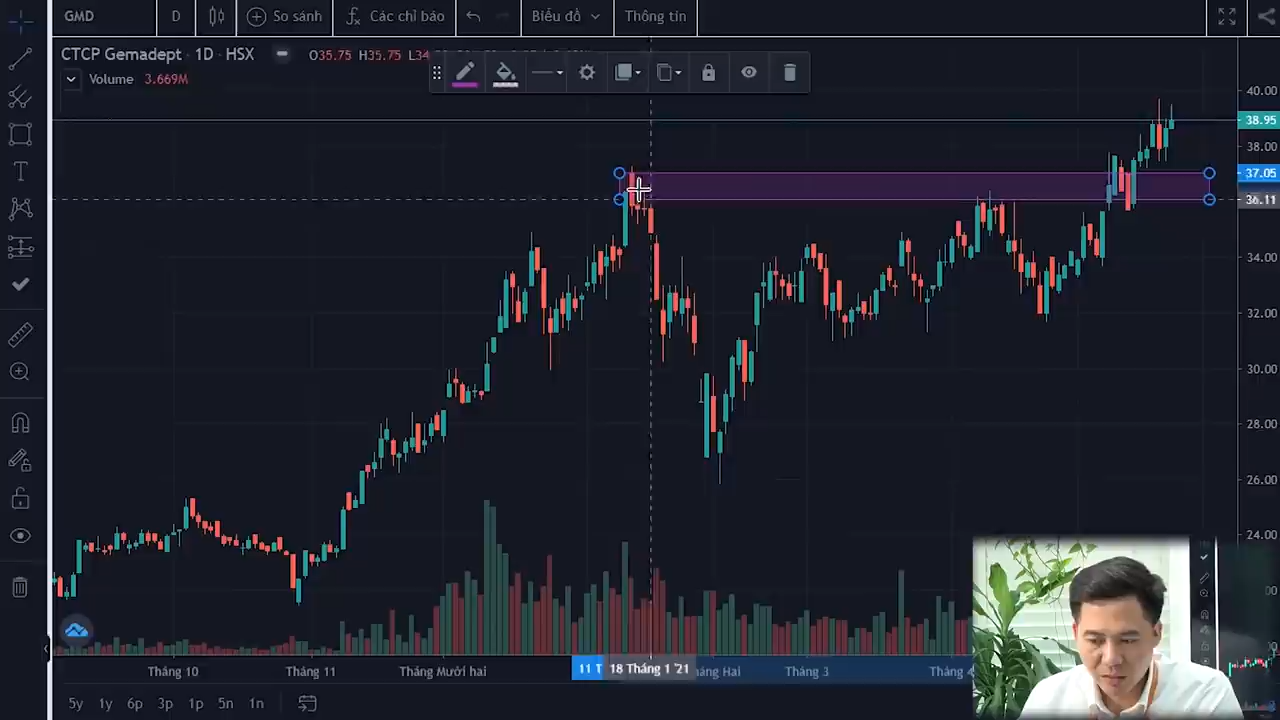 GMD D So sánh Các chỉ báo Biểu đồ Thông tin
CTCP Gemadept · 1D · HSX O35.75 H35.75
Volume 3.669M
40.00
38.95
38.00
37.05
36.11
34.00
32.00
30.00
28.00
26.00
24.00
Tháng 10 Tháng 11 Tháng Mười hai 11 T 18 Tháng 1 '21 áng Hai Tháng 3 Tháng 4
5y 1y 6p 3p 1p 5n 1n